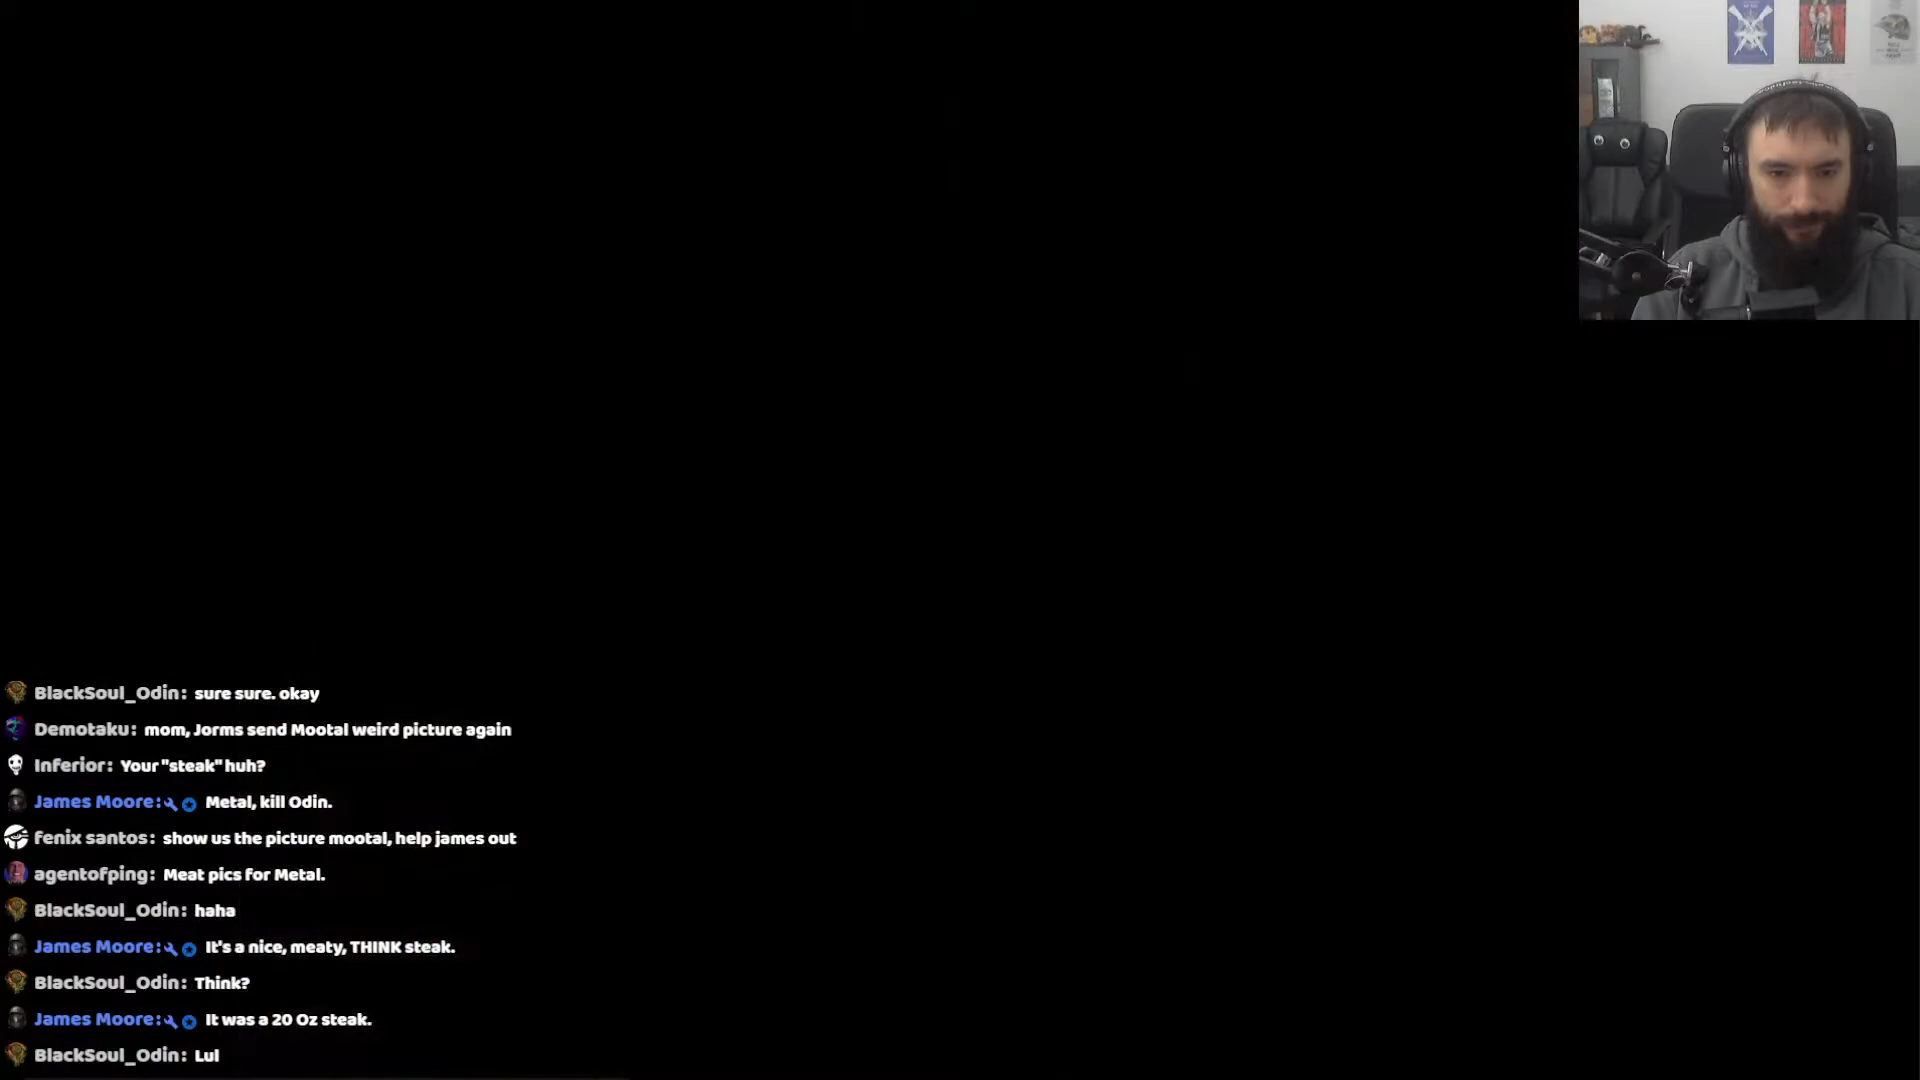 BlackSoul_Odin: sure sure. okay
Demotaku: mom, Jorms send Mootal weird picture again
Inferior: Your "steak" huh?
James Moore: Metal, kill Odin.
fenix santos: show us the picture mootal, help james out
agentofping: Meat pics for Metal.
BlackSoul_Odin: haha
James Moore: It's a nice, meaty, THINK steak.
BlackSoul_Odin: Think?
James Moore: It was a 20 Oz steak.
BlackSoul_Odin: Lul